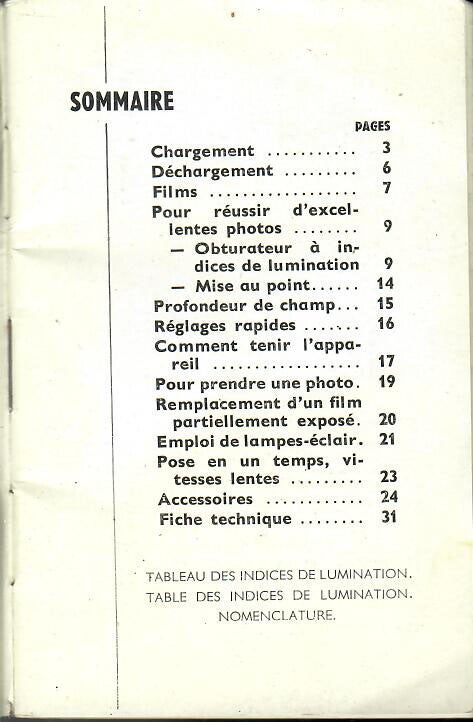 SOMMAIRE
PAGES
Chargement ........... 3
Déchargement ......... 6
Films .................. 7
Pour réussir d'excel-
lentes photos ........ 9
— Obturateur à in-
dices de lumination 9
— Mise au point...... 14
Profondeur de champ... 15
Réglages rapides ....... 16
Comment tenir l'appa-
reil .................. 17
Pour prendre une photo. 19
Remplacement d'un film
partiellement exposé. 20
Emploi de lampes-éclair. 21
Pose en un temps, vi-
tesses lentes ......... 23
Accessoires ............ 24
Fiche technique ........ 31
TABLEAU DES INDICES DE LUMINATION.
TABLE DES INDICES DE LUMINATION.
NOMENCLATURE.